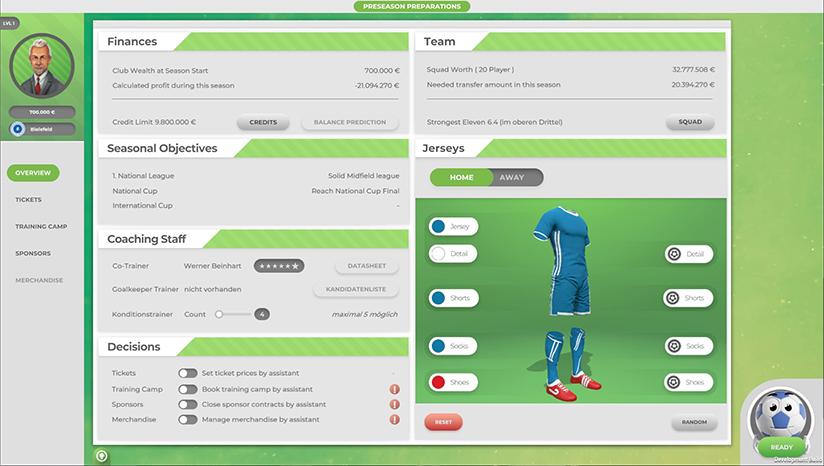 PRESEASON PREPARATIONS
LVL 1
700.000 €
Bielefeld
OVERVIEW
TICKETS
TRAINING CAMP
SPONSORS
MERCHANDISE
Finances
Club Wealth at Season Start 700.000 €
Calculated profit during this season -21.094.270 €
Credit Limit 9.800.000 € CREDITS BALANCE PREDICTION
Seasonal Objectives
1. National League Solid Midfield league
National Cup Reach National Cup Final
International Cup -
Coaching Staff
Co-Trainer Werner Beinhart DATASHEET
Goalkeeper Trainer nicht vorhanden KANDIDATENLISTE
Konditionstrainer Count 4 maximal 5 möglich
Decisions
Tickets Set ticket prices by assistant -
Training Camp Book training camp by assistant !
Sponsors Close sponsor contracts by assistant !
Merchandise Manage merchandise by assistant !
Team
Squad Worth ( 20 Player ) 32.777.508 €
Needed transfer amount in this season 20.394.270 €
Strongest Eleven 6.4 (im oberen Drittel) SQUAD
Jerseys
HOME AWAY
Jersey
Detail Detail
Shorts Shorts
Socks Socks
Shoes Shoes
RESET RANDOM
READY